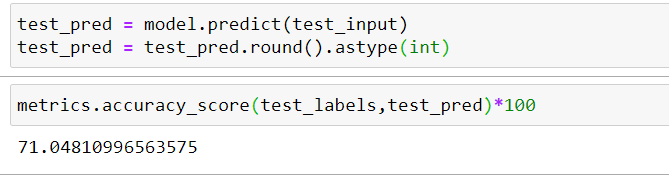 test_pred = model.predict(test_input)
test_pred = test_pred.round().astype(int)
metrics.accuracy_score(test_labels,test_pred)*100
71.04810996563575